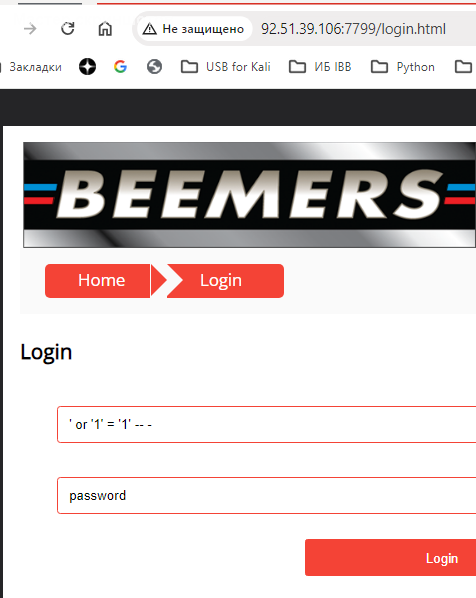 Не защищено 92.51.39.106:7799/login.html
Закладки USB for Kali ИБ IBB Python
BEEMERS
Home Login
Login
' or '1' = '1' -- -
password
Login